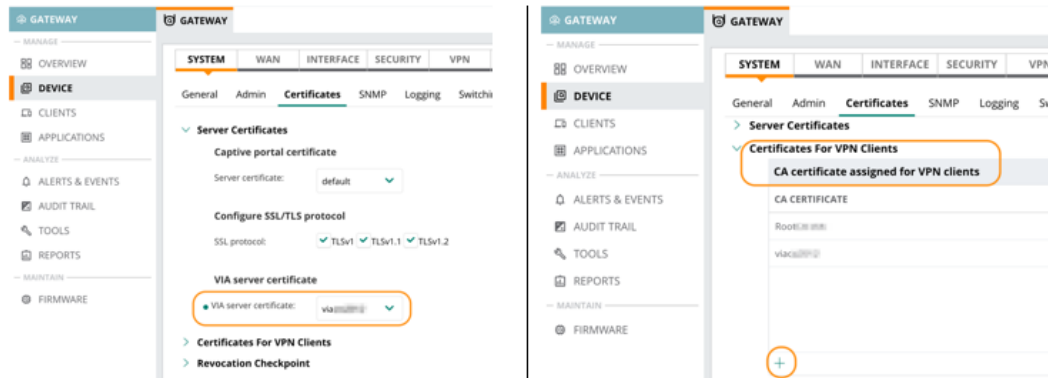 GATEWAY
MANAGE
OVERVIEW
DEVICE
CLIENTS
APPLICATIONS
ANALYZE
ALERTS & EVENTS
AUDIT TRAIL
TOOLS
REPORTS
MAINTAIN
FIRMWARE
GATEWAY
SYSTEM WAN INTERFACE SECURITY VPN
General Admin Certificates SNMP Logging
Server Certificates
Captive portal certificate
Server certificate: default
Configure SSL/TLS protocol
SSL protocol: TLSv1 TLSv1.1 TLSv1.2
VIA server certificate
VIA server certificate:
Certificates For VPN Clients
Revocation Checkpoint
GATEWAY
MANAGE
OVERVIEW
DEVICE
CLIENTS
APPLICATIONS
ANALYZE
ALERTS & EVENTS
AUDIT TRAIL
TOOLS
REPORTS
MAINTAIN
FIRMWARE
GATEWAY
SYSTEM WAN INTERFACE SECURITY VPN
General Admin Certificates SNMP Logging
Server Certificates
Certificates For VPN Clients
CA certificate assigned for VPN clients
CA CERTIFICATE